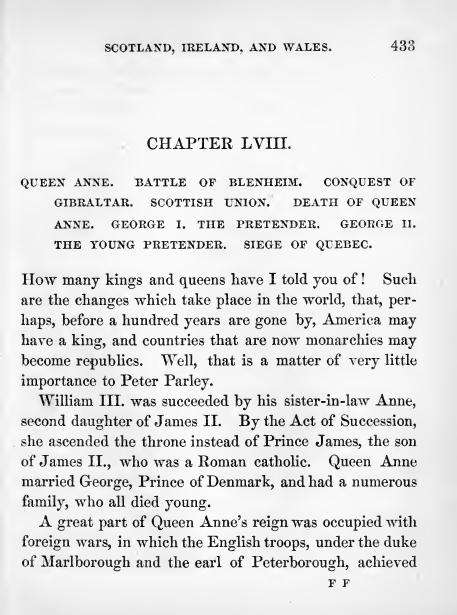 SCOTLAND, IRELAND, AND WALES. 433
CHAPTER LVIII.
QUEEN ANNE. BATTLE OF BLENHEIM. CONQUEST OF
GIBRALTAR. SCOTTISH UNION. DEATH OF QUEEN
ANNE. GEORGE I. THE PRETENDER. GEORGE II.
THE YOUNG PRETENDER. SIEGE OF QUEBEC.
How many kings and queens have I told you of! Such
are the changes which take place in the world, that, per-
haps, before a hundred years are gone by, America may
have a king, and countries that are now monarchies may
become republics. Well, that is a matter of very little
importance to Peter Parley.
William III. was succeeded by his sister-in-law Anne,
second daughter of James II. By the Act of Succession,
she ascended the throne instead of Prince James, the son
of James II., who was a Roman catholic. Queen Anne
married George, Prince of Denmark, and had a numerous
family, who all died young.
A great part of Queen Anne's reign was occupied with
foreign wars, in which the English troops, under the duke
of Marlborough and the earl of Peterborough, achieved
F F